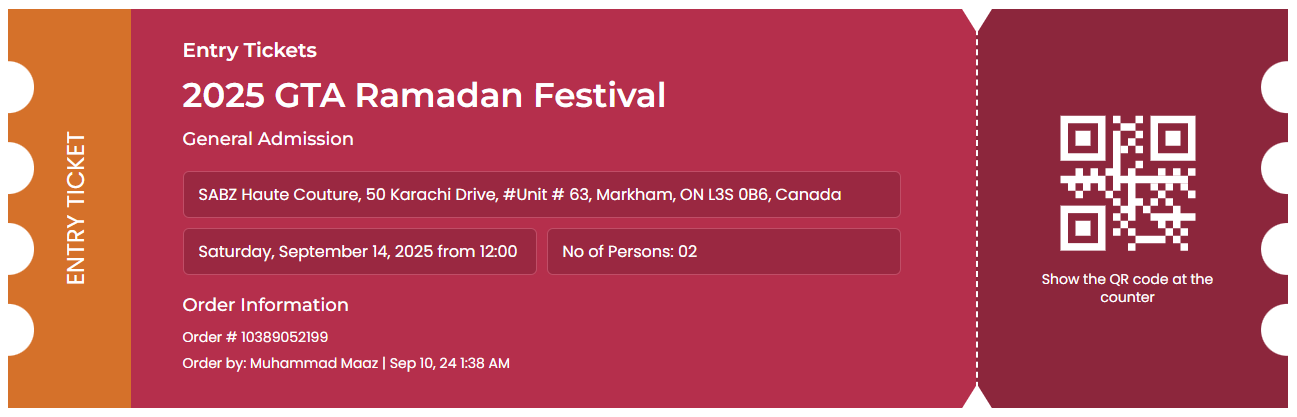 ENTRY TICKET
Entry Tickets
2025 GTA Ramadan Festival
General Admission
SABZ Haute Couture, 50 Karachi Drive, #Unit # 63, Markham, ON L3S 0B6, Canada
Saturday, September 14, 2025 from 12:00
No of Persons: 02
Order Information
Order # 10389052199
Order by: Muhammad Maaz | Sep 10, 24 1:38 AM
Show the QR code at the
counter